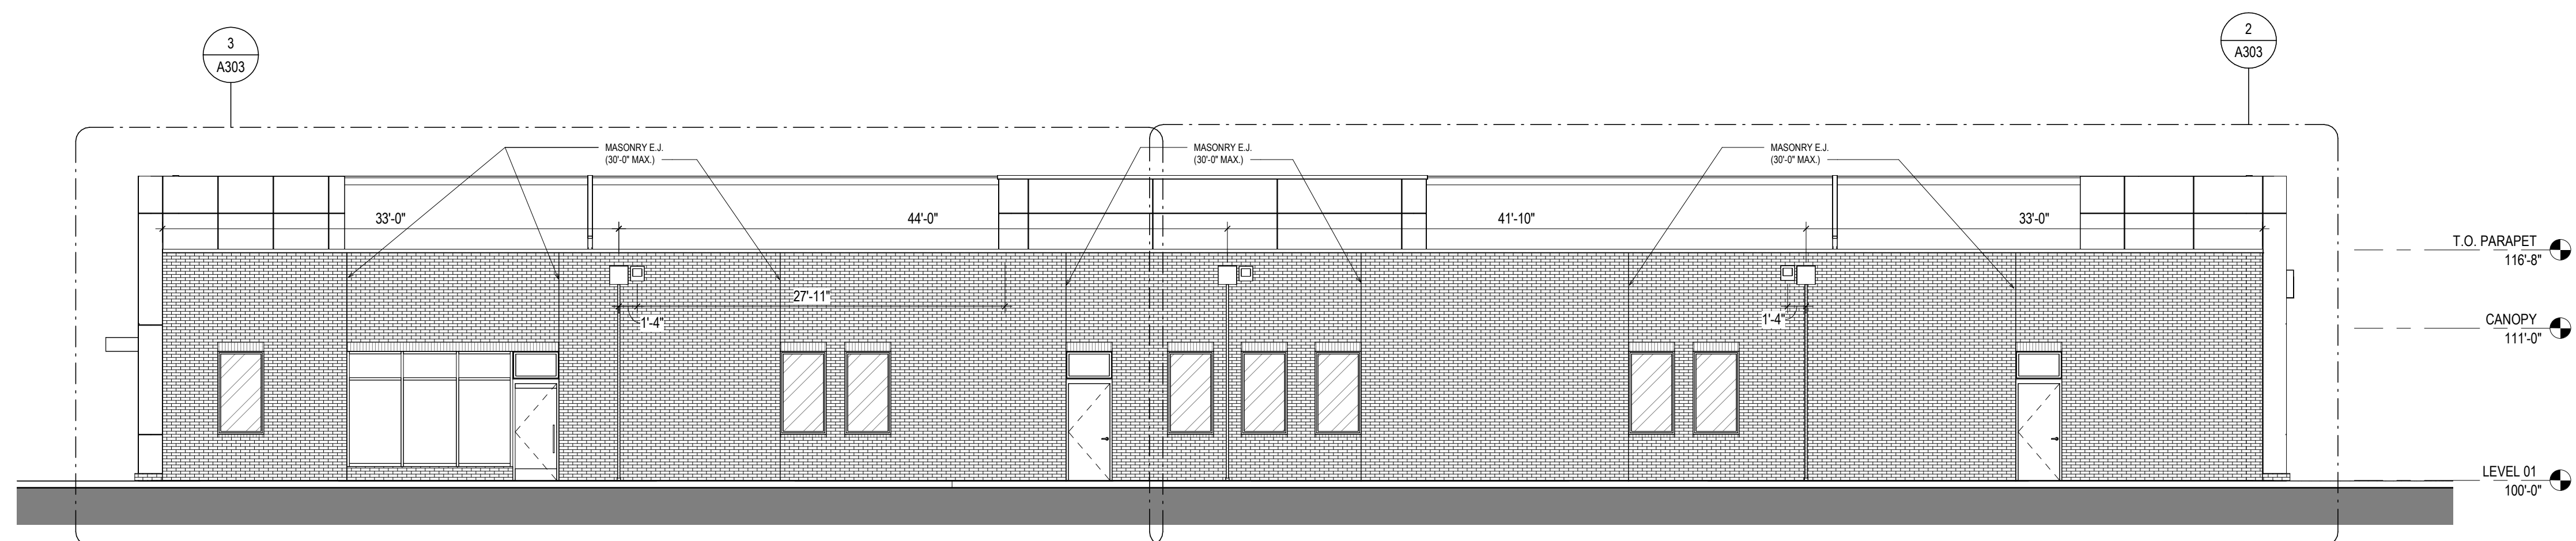 3
A303
2
A303
MASONRY E.J.
(30'-0" MAX.)
MASONRY E.J.
(30'-0" MAX.)
MASONRY E.J.
(30'-0" MAX.)
33'-0"
44'-0"
41'-10"
33'-0"
T.O. PARAPET
116'-8"
27'-11"
1'-4"
1'-4"
CANOPY
111'-0"
LEVEL 01
100'-0"